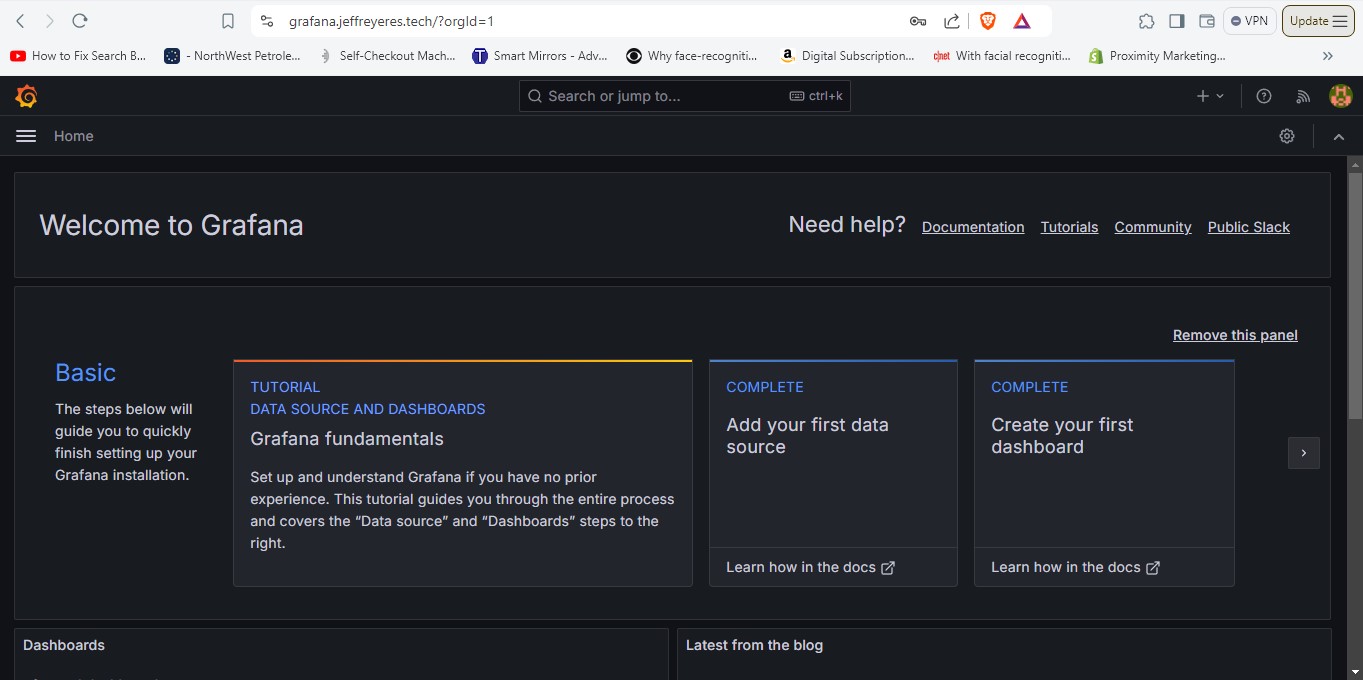 grafana.jeffreyeres.tech/?orgId=1
VPN
Update
How to Fix Search B...
- NorthWest Petrole...
Self-Checkout Mach...
Smart Mirrors - Adv...
Why face-recogniti...
Digital Subscription...
cnet With facial recogniti...
Proximity Marketing...
Search or jump to...
ctrl+k
Home
Welcome to Grafana
Need help?
Documentation
Tutorials
Community
Public Slack
Remove this panel
Basic
The steps below will
guide you to quickly
finish setting up your
Grafana installation.
TUTORIAL
DATA SOURCE AND DASHBOARDS
Grafana fundamentals
Set up and understand Grafana if you have no prior
experience. This tutorial guides you through the entire process
and covers the “Data source” and “Dashboards” steps to the
right.
COMPLETE
Add your first data
source
Learn how in the docs
COMPLETE
Create your first
dashboard
Learn how in the docs
Dashboards
Latest from the blog